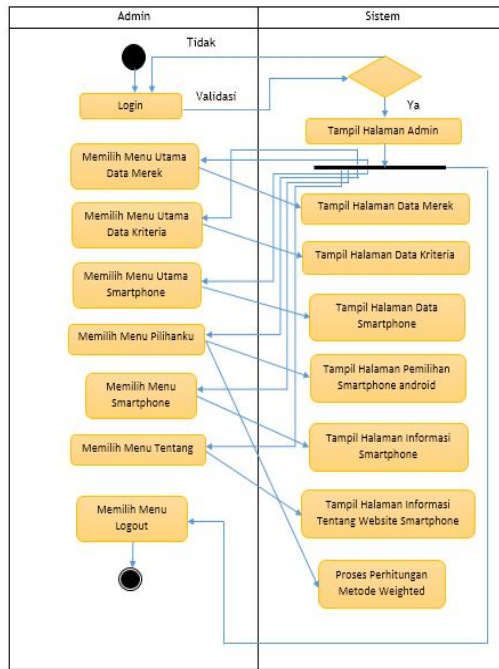 Admin
Sistem
Tidak
Login
Validasi
Ya
Tampil Halaman Admin
Memilih Menu Utama
Data Merek
Tampil Halaman Data Merek
Memilih Menu Utama
Data Kriteria
Tampil Halaman Data Kriteria
Memilih Menu Utama
Smartphone
Tampil Halaman Data
Smartphone
Memilih Menu Pilihanku
Tampil Halaman Pemilihan
Smartphone android
Memilih Menu
Smartphone
Tampil Halaman Informasi
Smartphone
Memilih Menu Tentang
Tampil Halaman Informasi
Tentang Website Smartphone
Memilih Menu
Logout
Proses Perhitungan
Metode Weighted